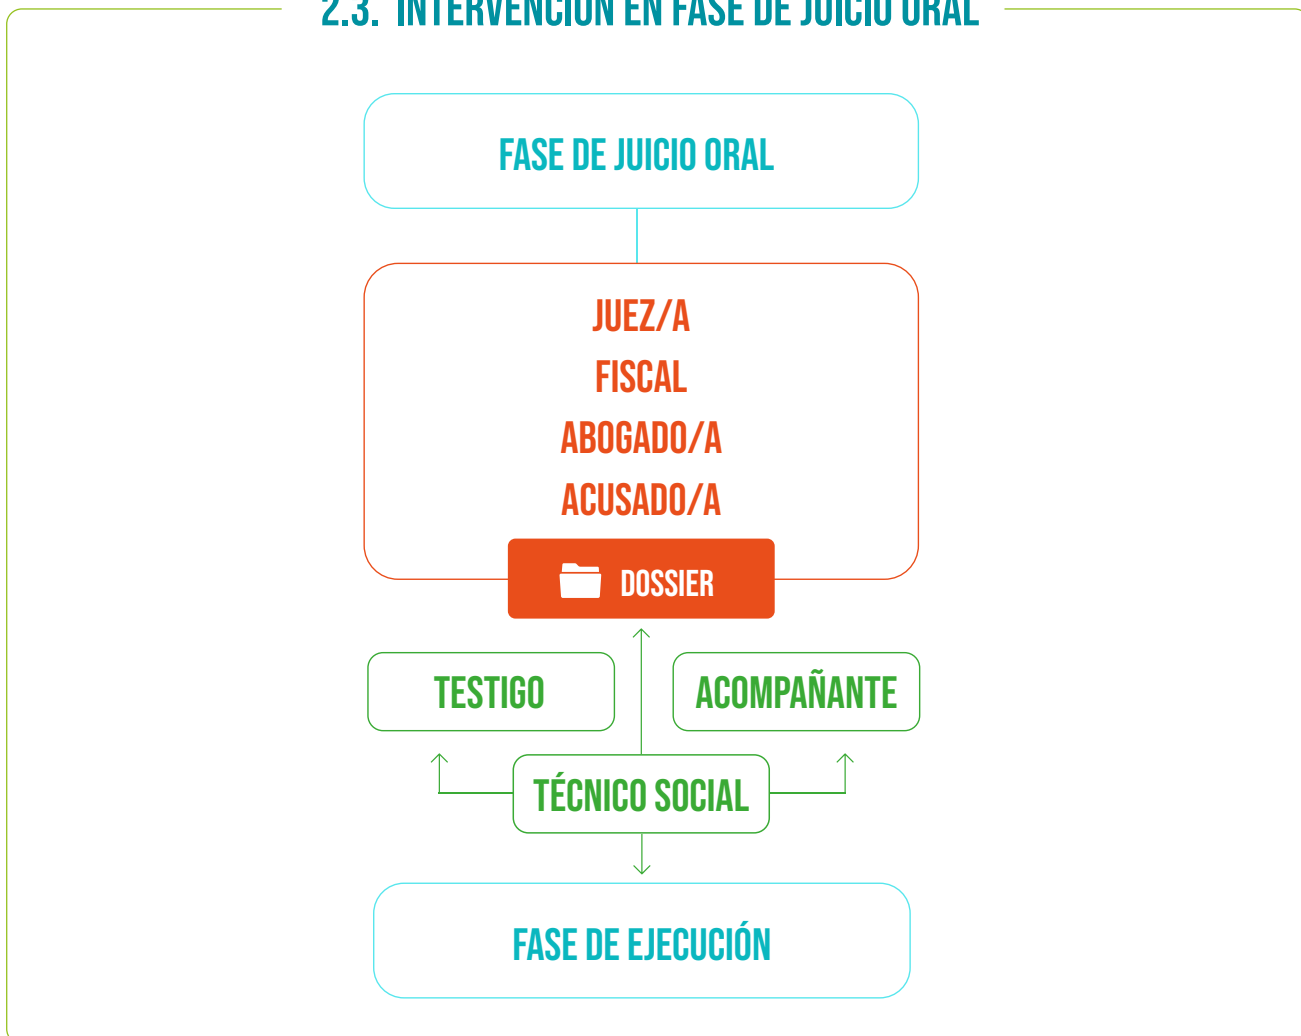 2.3. INTERVENCIÓN EN FASE DE JUICIO ORAL
FASE DE JUICIO ORAL
JUEZ/A
FISCAL
ABOGADO/A
ACUSADO/A
DOSSIER
TESTIGO
ACOMPAÑANTE
TÉCNICO SOCIAL
FASE DE EJECUCIÓN